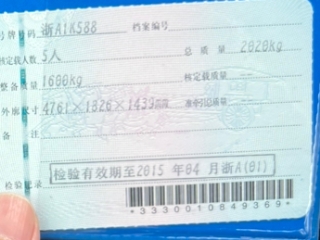 号牌号码 浙A1K588 档案编号
核定载人数 5人 总质量 2020kg
整备质量 1600kg 核定载质量 --
外廓尺寸 4761×1826×1439mm 准牵引总质量 --
备注
检验有效期至2015年04月浙A(01)
检验记录
*3330010849369*